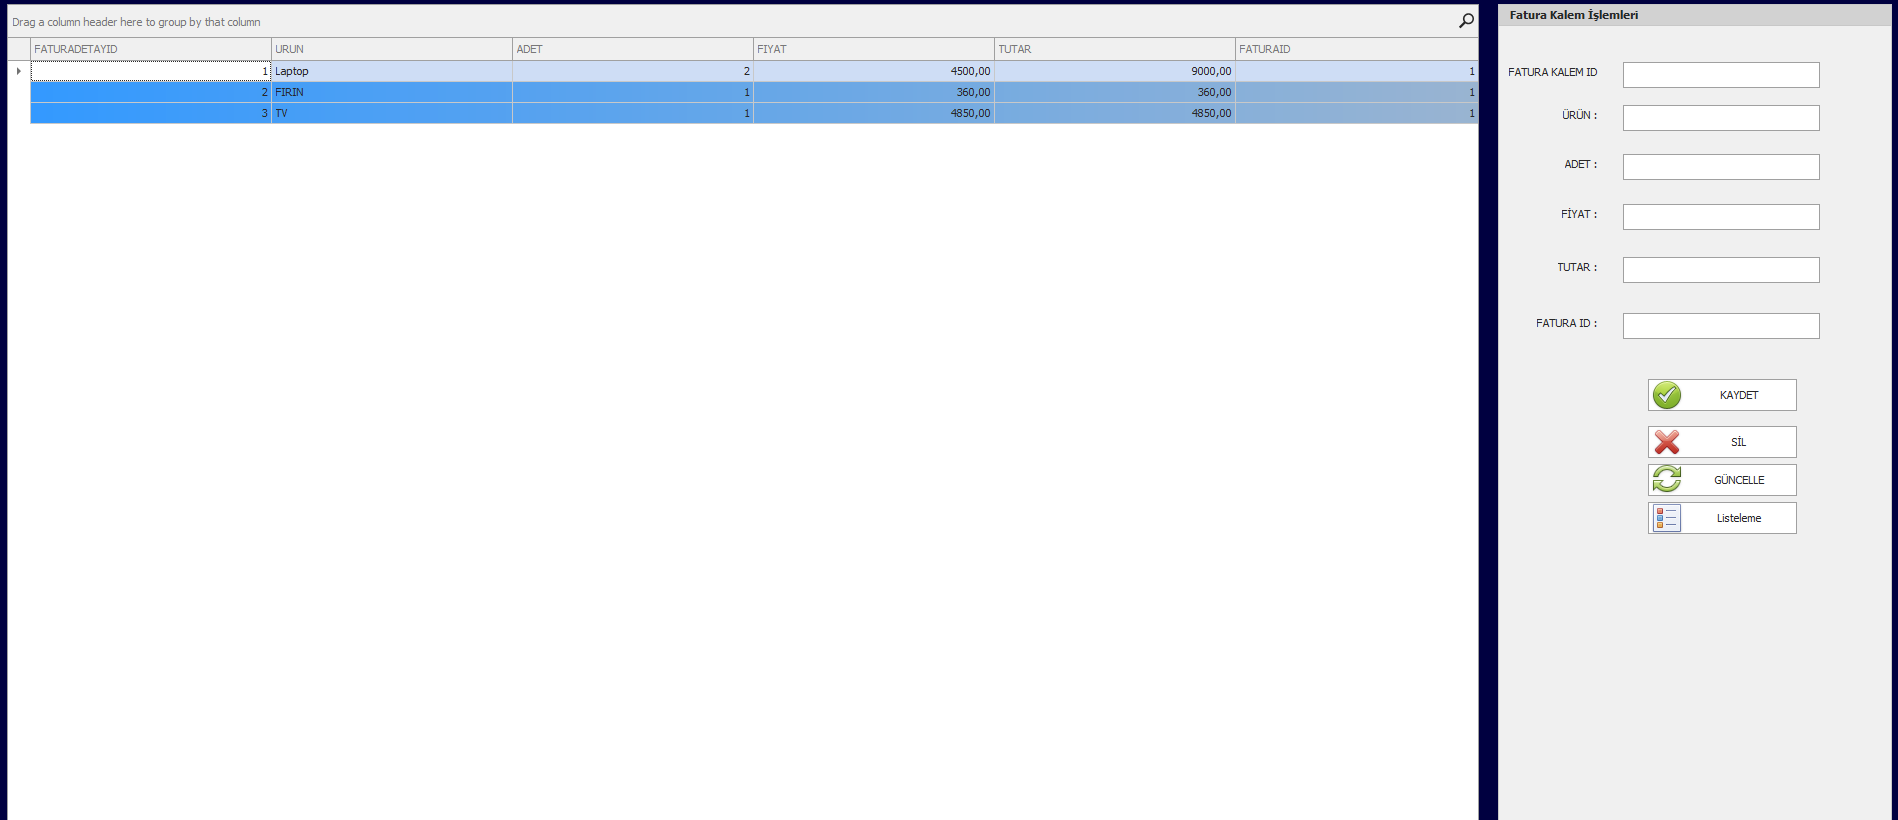 Drag a column header here to group by that column
FATURADETAYID URUN ADET FIYAT TUTAR FATURAID
1 Laptop 2 4500,00 9000,00 1
2 FIRIN 1 360,00 360,00 1
3 TV 1 4850,00 4850,00 1
Fatura Kalem İşlemleri
FATURA KALEM ID
ÜRÜN :
ADET :
FİYAT :
TUTAR :
FATURA ID :
KAYDET
SİL
GÜNCELLE
Listeleme